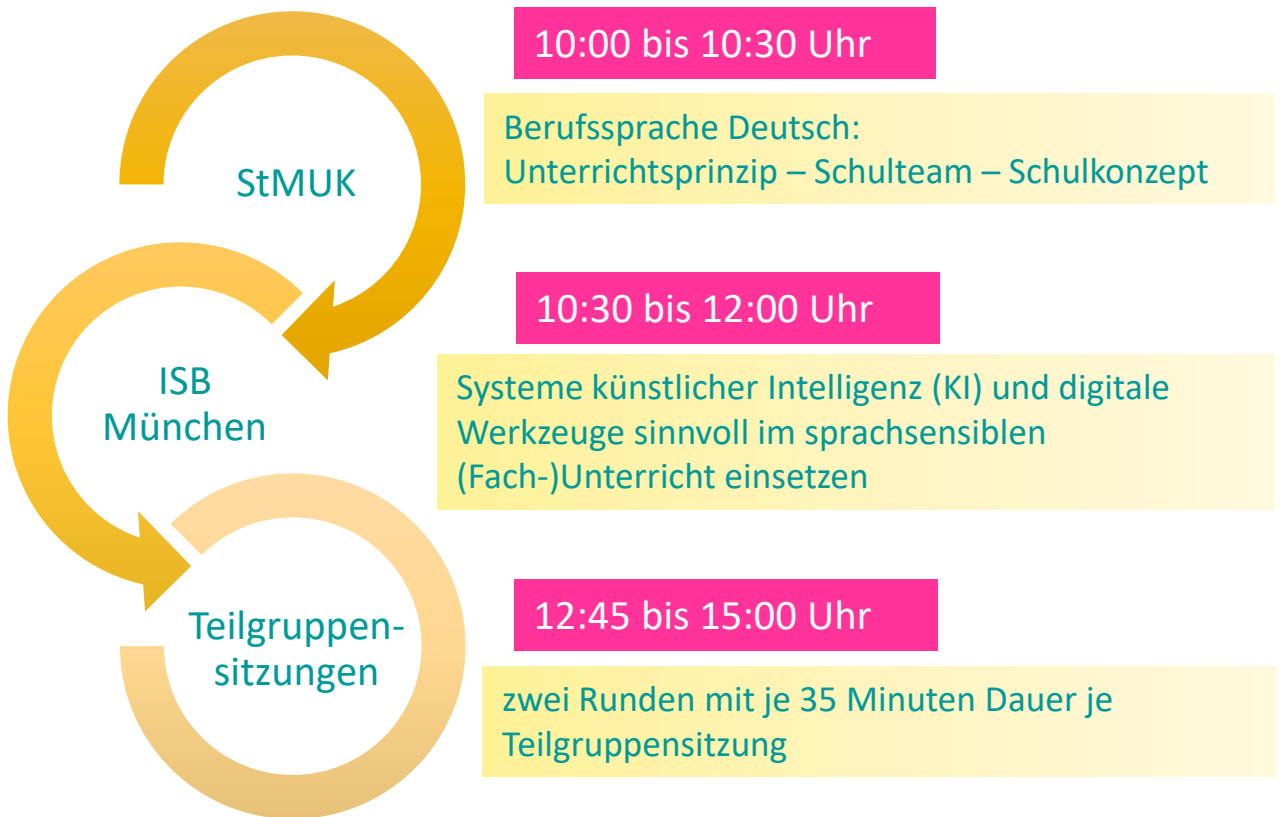 StMUK
10:00 bis 10:30 Uhr
Berufssprache Deutsch:
Unterrichtsprinzip – Schulteam – Schulkonzept
ISB
München
10:30 bis 12:00 Uhr
Systeme künstlicher Intelligenz (KI) und digitale
Werkzeuge sinnvoll im sprachsensiblen
(Fach-)Unterricht einsetzen
Teilgruppen-
sitzungen
12:45 bis 15:00 Uhr
zwei Runden mit je 35 Minuten Dauer je
Teilgruppensitzung